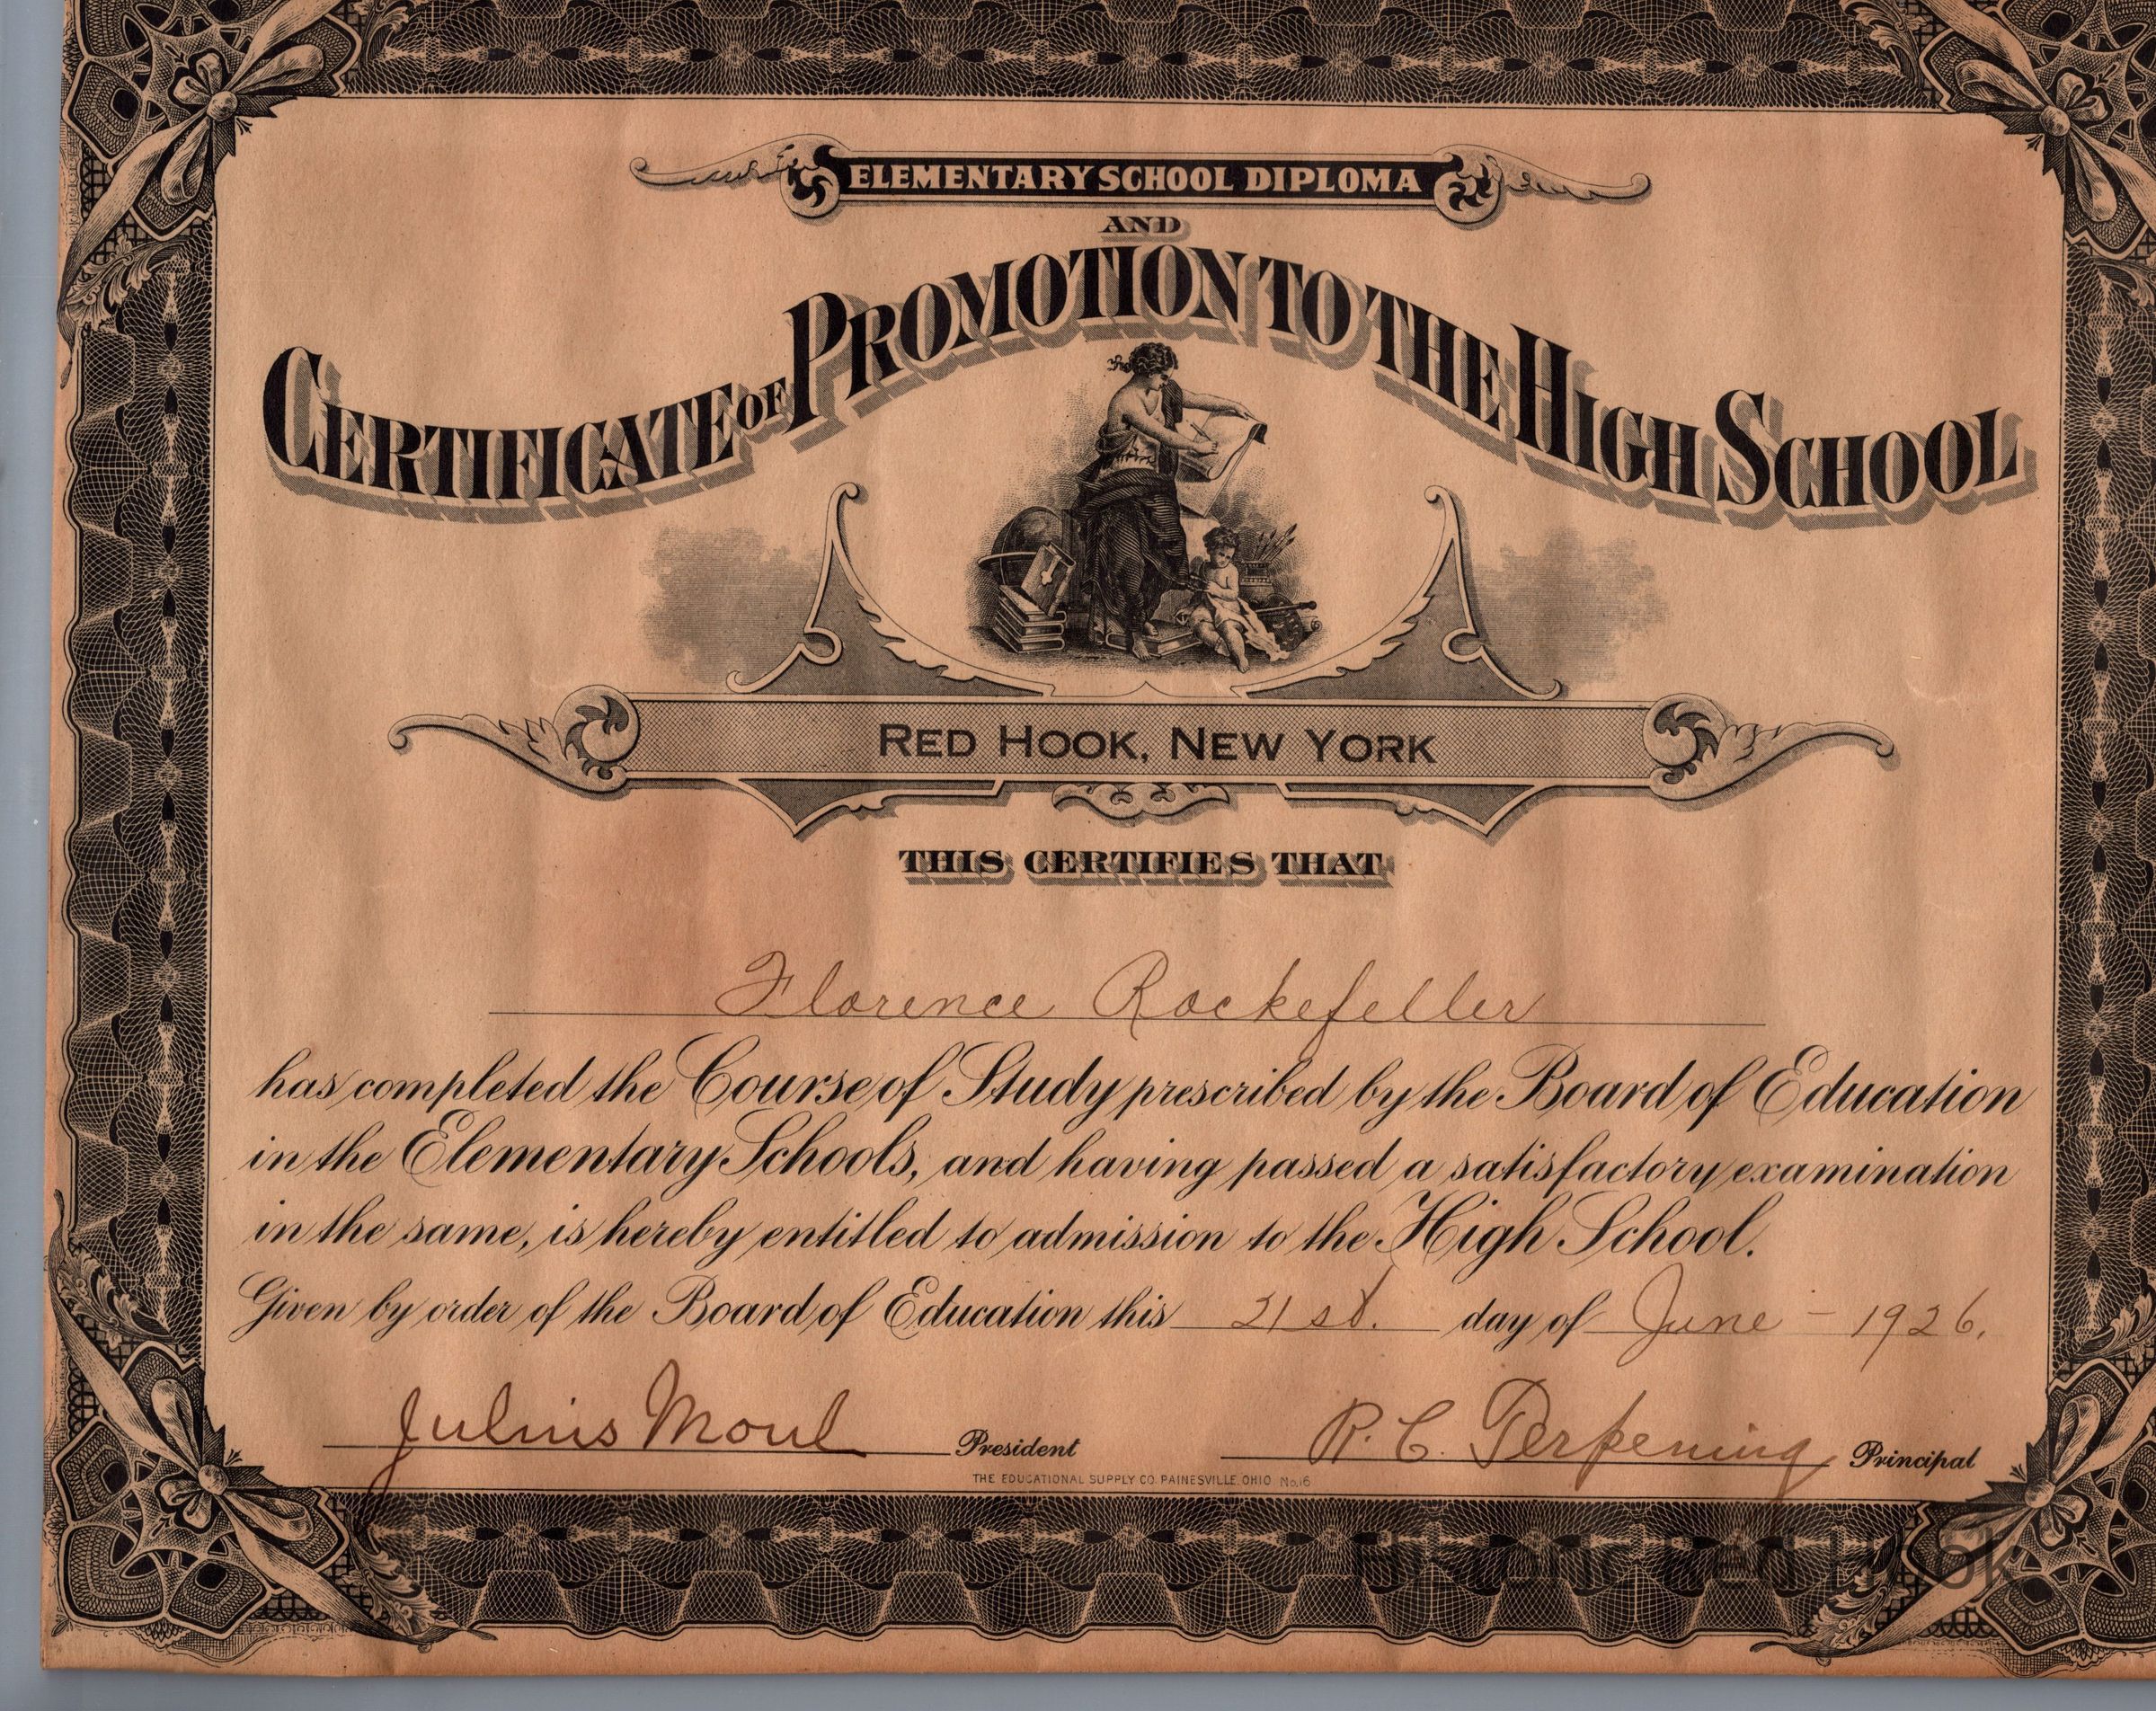 ELEMENTARY SCHOOL DIPLOMA
AND
CERTIFICATE OF PROMOTION TO THE HIGH SCHOOL
RED HOOK, NEW YORK
THIS CERTIFIES THAT
Florence Rockefeller
has completed the Course of Study prescribed by the Board of Education
in the Elementary Schools, and having passed a satisfactory examination
in the same, is hereby entitled to admission to the High School.
Given by order of the Board of Education this 21st. day of June - 1926.
Julius Moul President R. C. Perpening Principal
THE EDUCATIONAL SUPPLY CO. PAINESVILLE, OHIO No.16
Historic Red Hook